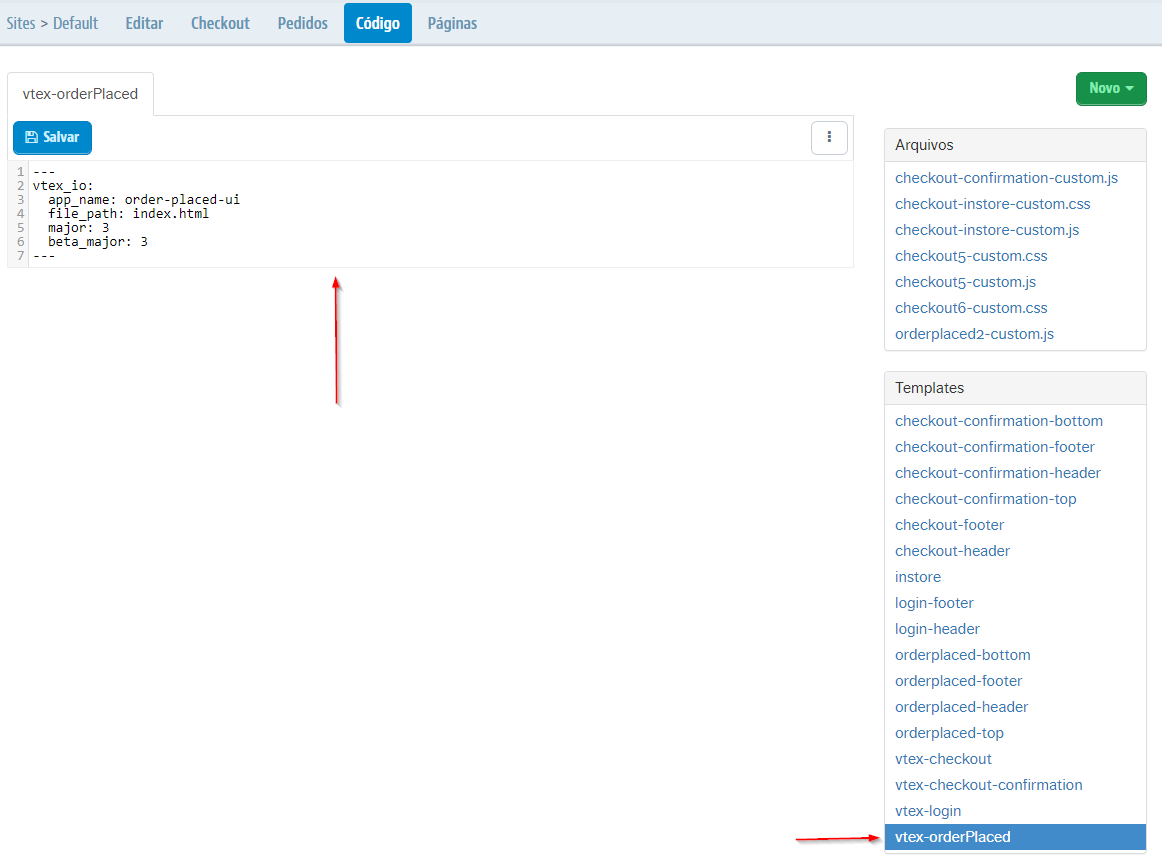 Sites > Default Editar Checkout Pedidos Código Páginas
vtex-orderPlaced
Novo
Salvar
1 ---
2 vtex_io:
3   app_name: order-placed-ui
4   file_path: index.html
5   major: 3
6   beta_major: 3
7 ---
Arquivos
checkout-confirmation-custom.js
checkout-instore-custom.css
checkout-instore-custom.js
checkout5-custom.css
checkout5-custom.js
checkout6-custom.css
orderplaced2-custom.js
Templates
checkout-confirmation-bottom
checkout-confirmation-footer
checkout-confirmation-header
checkout-confirmation-top
checkout-footer
checkout-header
instore
login-footer
login-header
orderplaced-bottom
orderplaced-footer
orderplaced-header
orderplaced-top
vtex-checkout
vtex-checkout-confirmation
vtex-login
vtex-orderPlaced